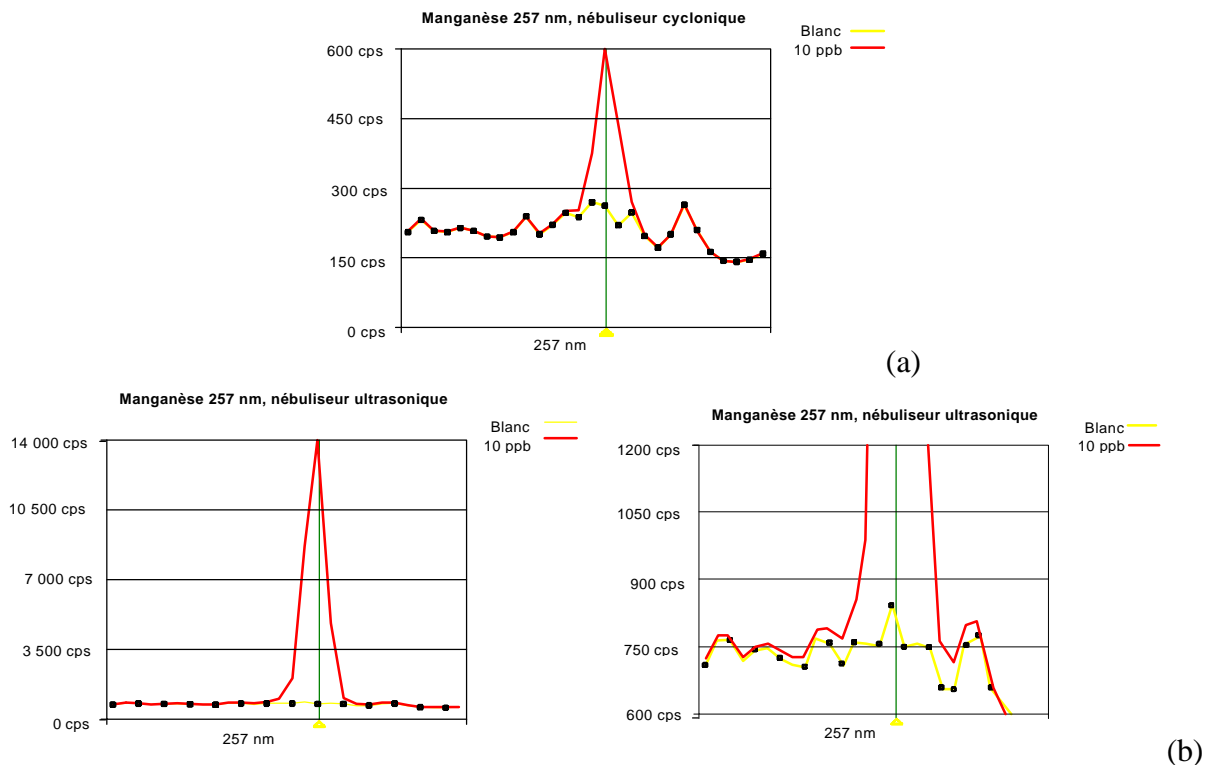 Manganèse 257 nm, nébuliseur cyclonique
Blanc
10 ppb
600 cps
450 cps
300 cps
150 cps
0 cps
257 nm
(a)
Manganèse 257 nm, nébuliseur ultrasonique
Blanc
10 ppb
14 000 cps
10 500 cps
7 000 cps
3 500 cps
0 cps
257 nm
Manganèse 257 nm, nébuliseur ultrasonique
Blanc
10 ppb
1200 cps
1050 cps
900 cps
750 cps
600 cps
257 nm
(b)